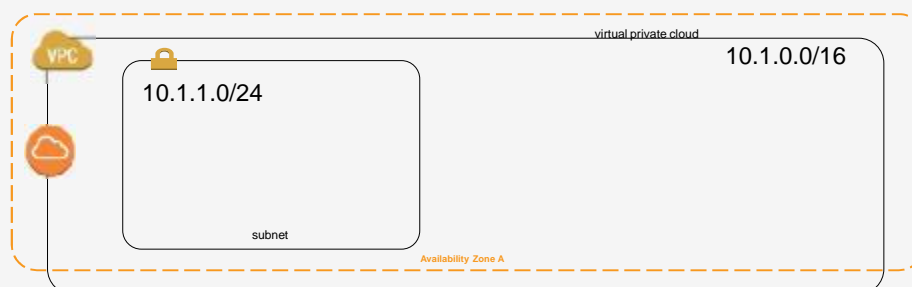 virtual private cloud
VPC
10.1.0.0/16
10.1.1.0/24
subnet
Availability Zone A